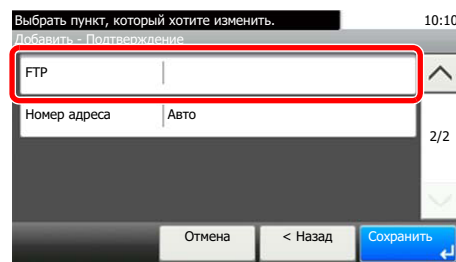 Выбрать пункт, который хотите изменить. 10:10
Добавить - Подтверждение
FTP
Номер адреса Авто
2/2
Отмена < Назад Сохранить